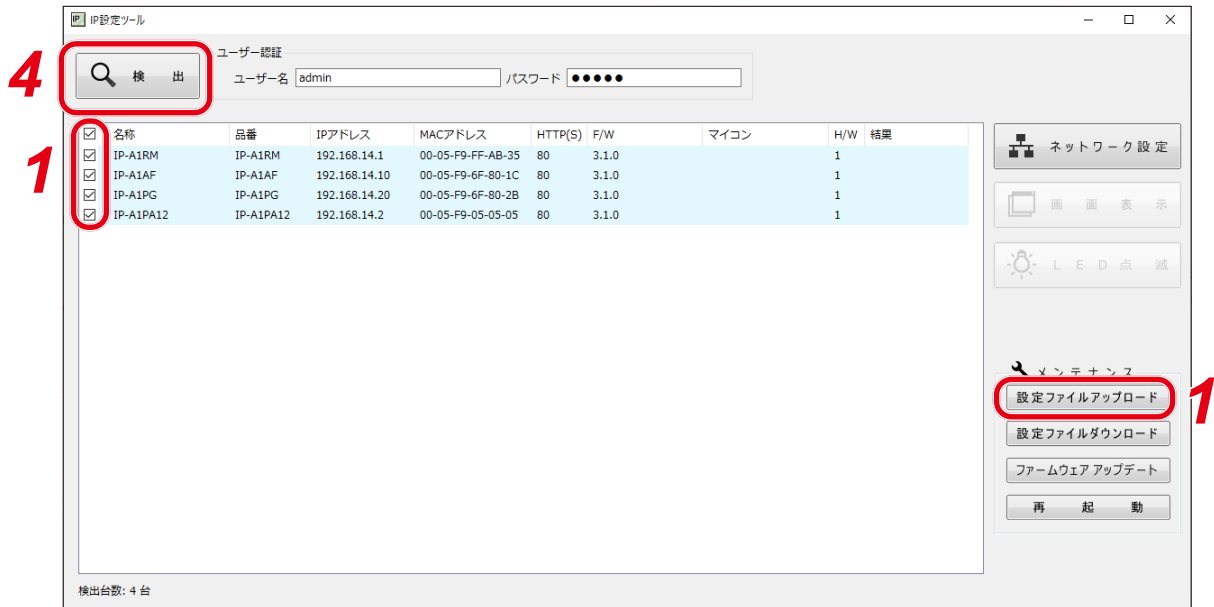 IP設定ツール
4
検 出
ユーザー認証
ユーザー名 admin パスワード ●●●●●
1
名称 品番 IPアドレス MACアドレス HTTP(S) F/W マイコン H/W 結果
IP-A1RM IP-A1RM 192.168.14.1 00-05-F9-FF-AB-35 80 3.1.0 1
IP-A1AF IP-A1AF 192.168.14.10 00-05-F9-6F-80-1C 80 3.1.0 1
IP-A1PG IP-A1PG 192.168.14.20 00-05-F9-6F-80-2B 80 3.1.0 1
IP-A1PA12 IP-A1PA12 192.168.14.2 00-05-F9-05-05-05 80 3.1.0 1
ネットワーク設定
画 面 表 示
LED点 滅
メンテナンス
設定ファイルアップロード
1
設定ファイルダウンロード
ファームウェア アップデート
再 起 動
検出台数: 4 台